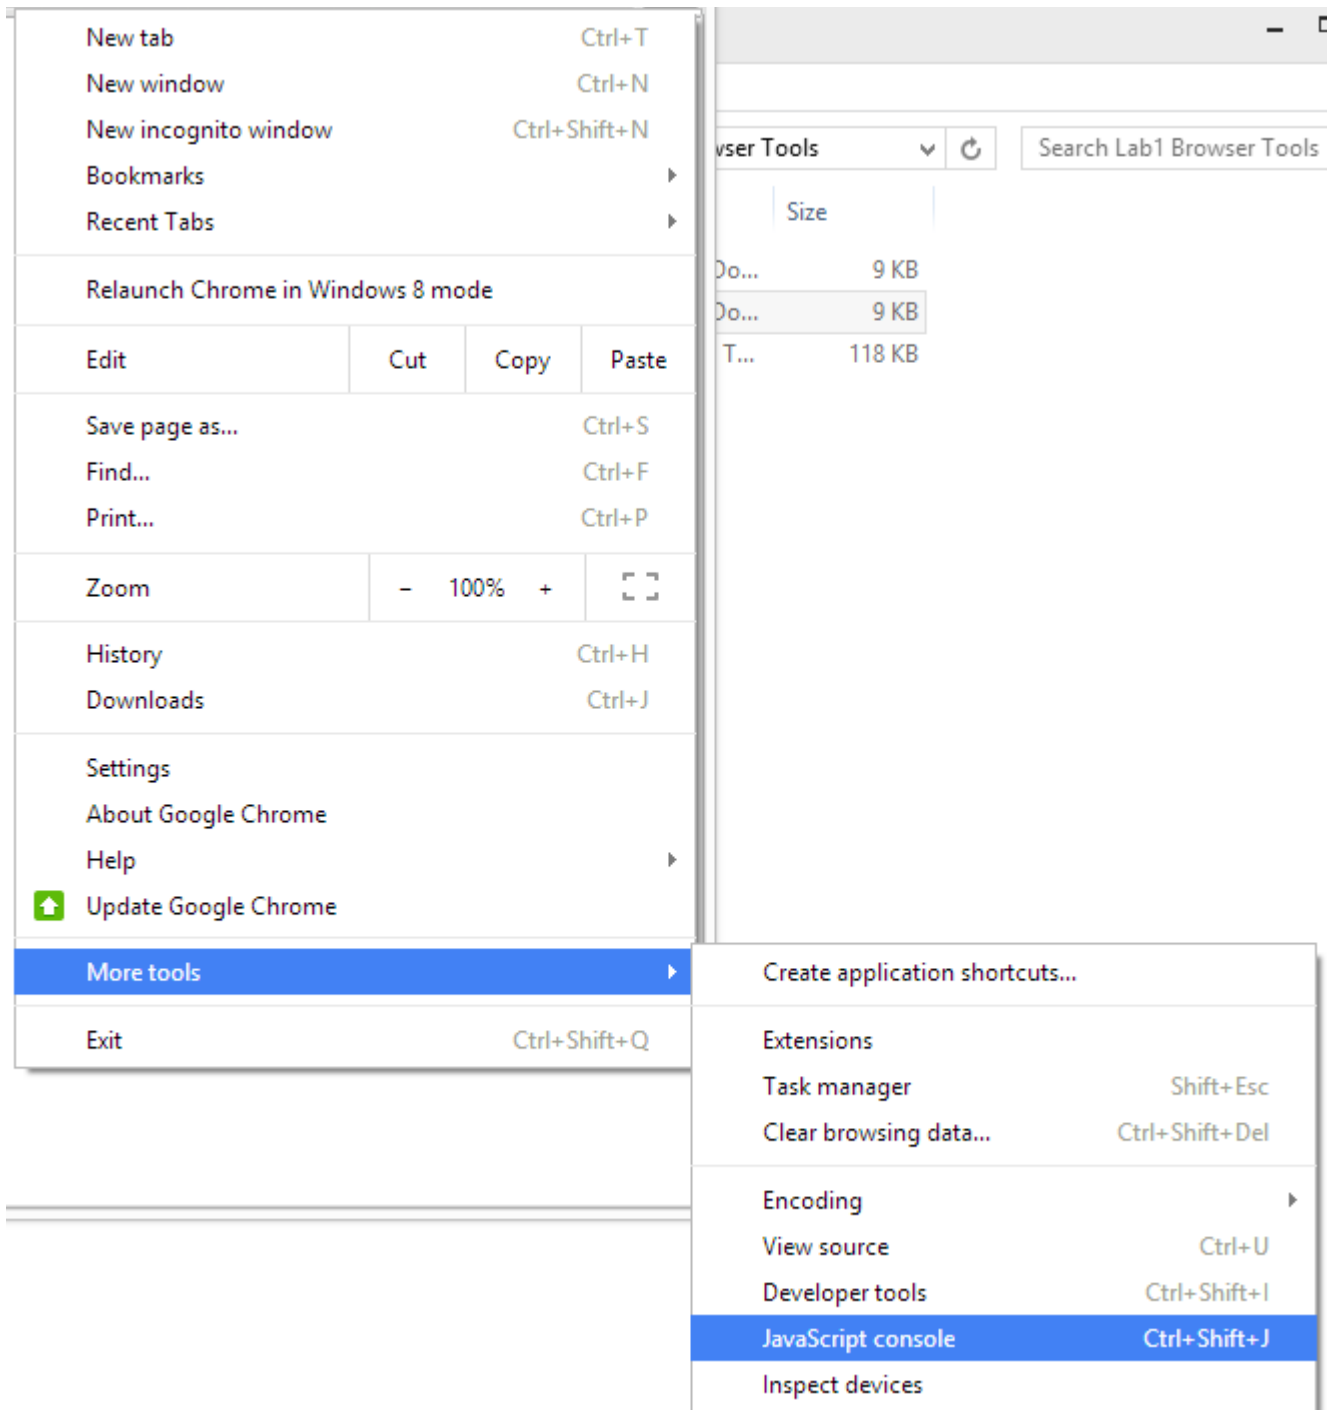 New tab Ctrl+T
New window Ctrl+N
New incognito window Ctrl+Shift+N
Bookmarks
Recent Tabs
Relaunch Chrome in Windows 8 mode
Edit Cut Copy Paste
Save page as... Ctrl+S
Find... Ctrl+F
Print... Ctrl+P
Zoom - 100% +
History Ctrl+H
Downloads Ctrl+J
Settings
About Google Chrome
Help
Update Google Chrome
More tools
Exit Ctrl+Shift+Q
wser Tools
Search Lab1 Browser Tools
Size
Do... 9 KB
Do... 9 KB
T... 118 KB
Create application shortcuts...
Extensions
Task manager Shift+Esc
Clear browsing data... Ctrl+Shift+Del
Encoding
View source Ctrl+U
Developer tools Ctrl+Shift+I
JavaScript console Ctrl+Shift+J
Inspect devices